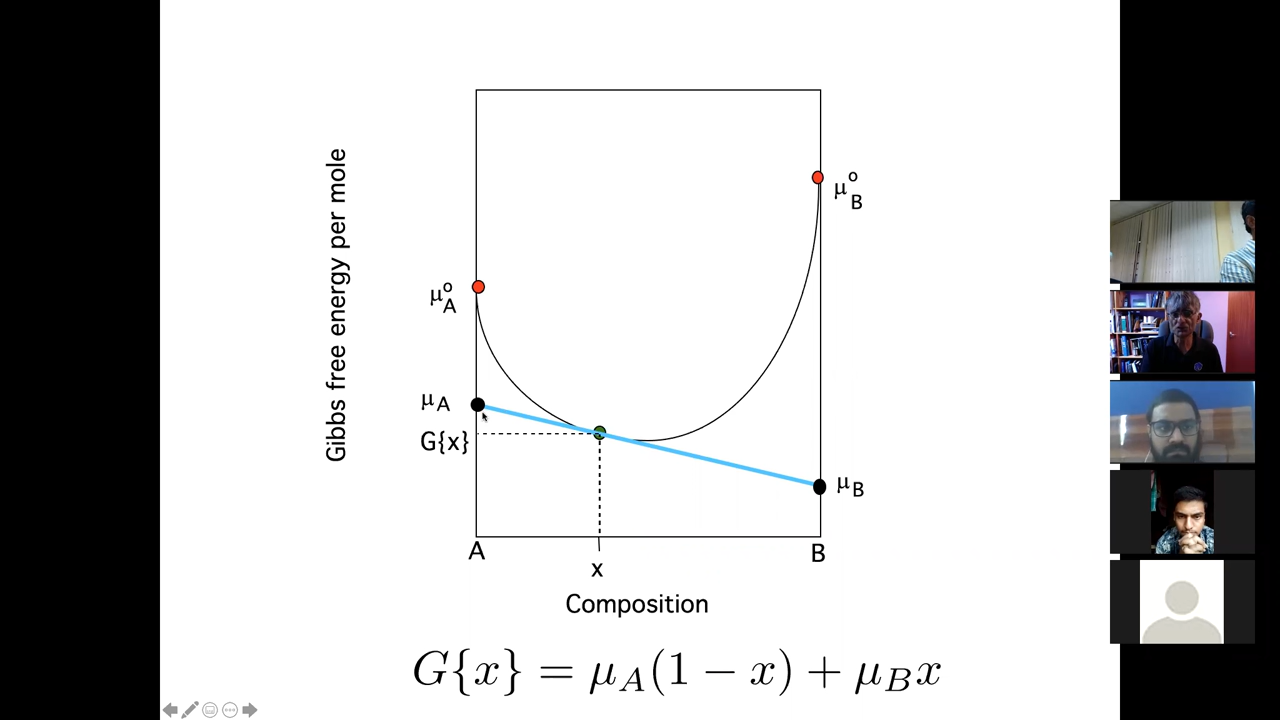 Gibbs free energy per mole
μ°B
μ°A
μA
G{x}
μB
A
B
x
Composition
G{x} = μA(1 − x) + μBx